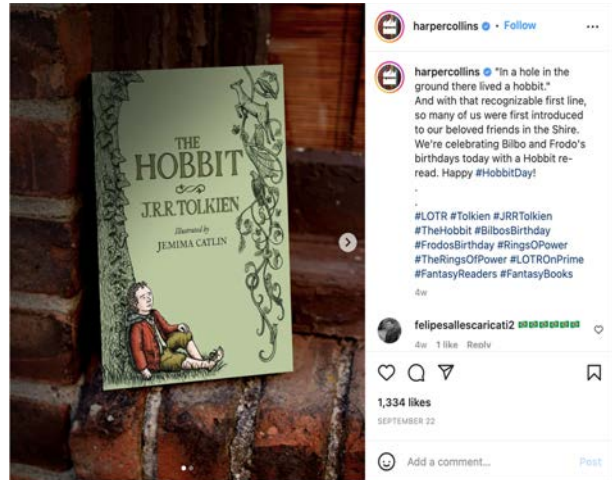 THE
HOBBIT
J.R.R. TOLKIEN
Illustrated by
JEMIMA CATLIN
harpercollins • Follow
harpercollins "In a hole in the
ground there lived a hobbit."
And with that recognizable first line,
so many of us were first introduced
to our beloved friends in the Shire.
We're celebrating Bilbo and Frodo's
birthdays today with a Hobbit re-
read. Happy #HobbitDay!
.
.
#LOTR #Tolkien #JRRTolkien
#TheHobbit #BilbosBirthday
#FrodosBirthday #RingsOPower
#TheRingsOfPower #LOTROnPrime
#FantasyReaders #FantasyBooks
4w
felipesallescaricati2
4w 1 like Reply
1,334 likes
SEPTEMBER 22
Add a comment... Post